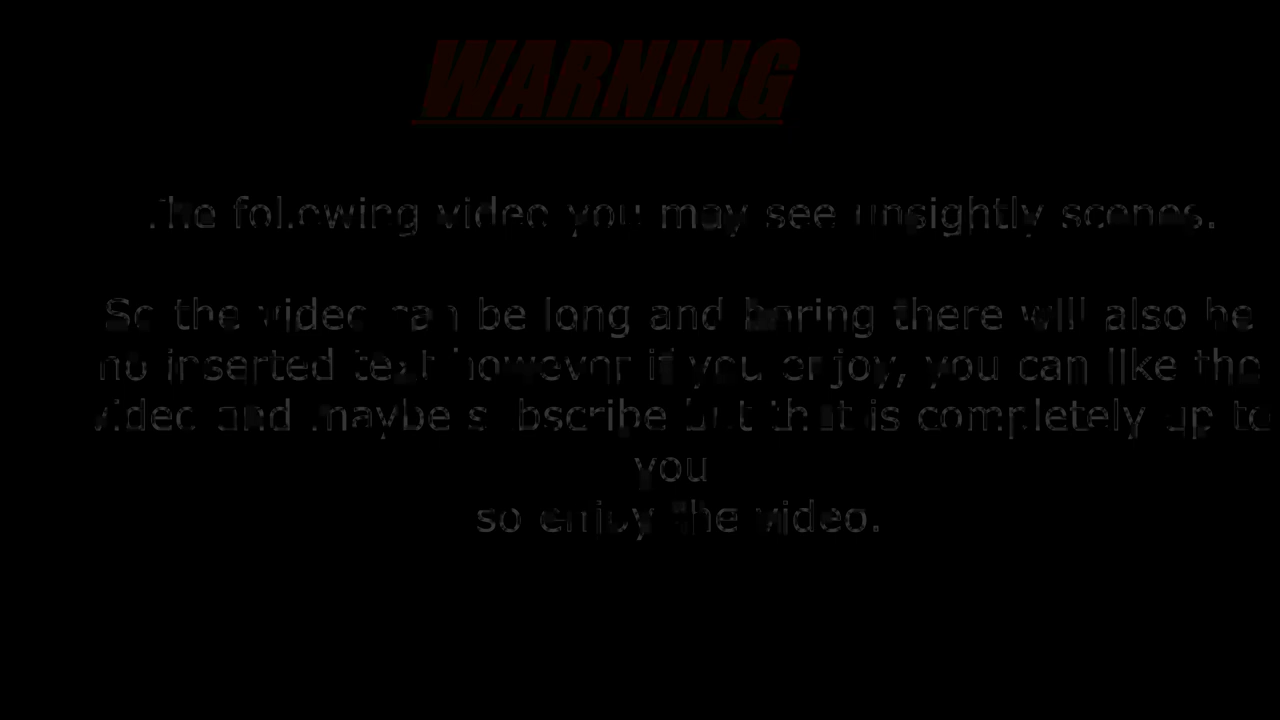 WARNING
The following video you may see unsightly scenes.
So the video can be long and boring there will also be
no inserted text however if you enjoy, you can like the
video and maybe subscribe but that is completely up to
you
so enjoy the video.